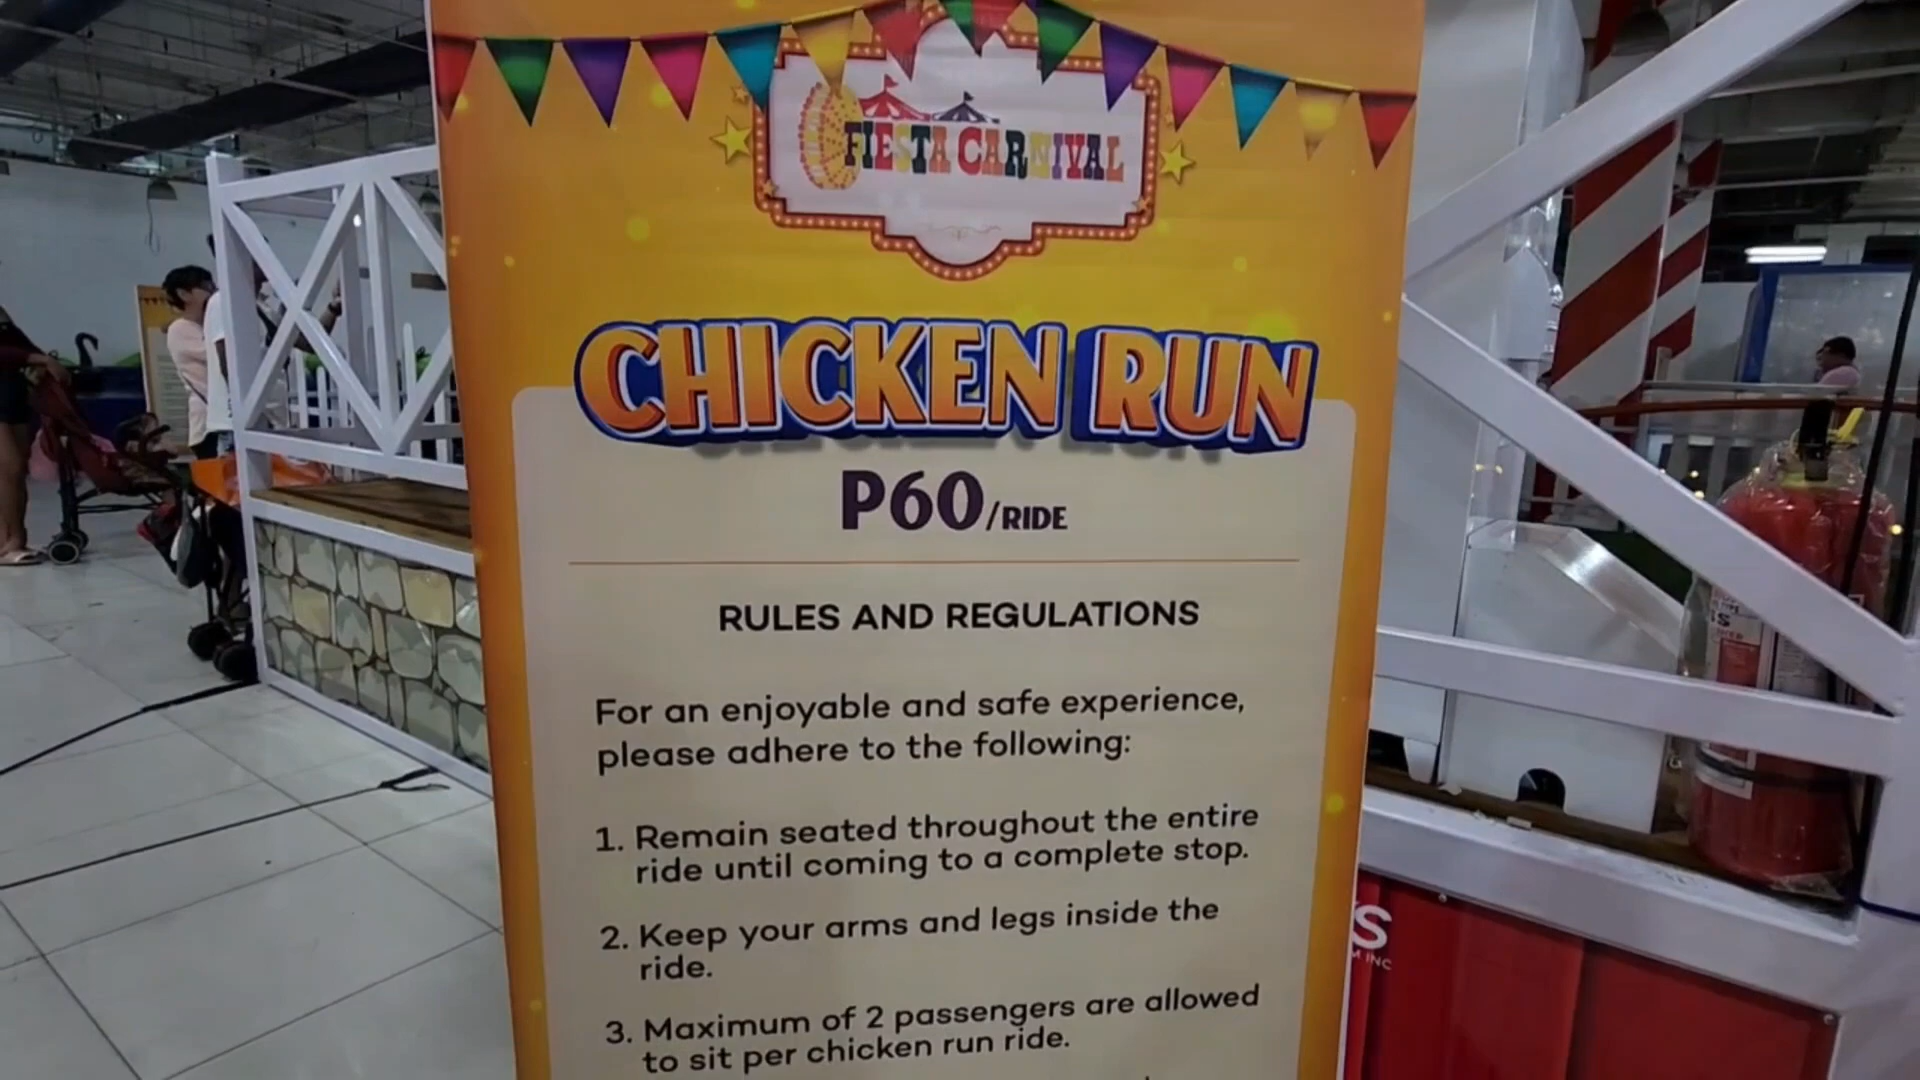 FIESTA CARNIVAL
CHICKEN RUN
P60/RIDE
RULES AND REGULATIONS
For an enjoyable and safe experience,
please adhere to the following:
1. Remain seated throughout the entire
ride until coming to a complete stop.
2. Keep your arms and legs inside the
ride.
3. Maximum of 2 passengers are allowed
to sit per chicken run ride.
S
INC